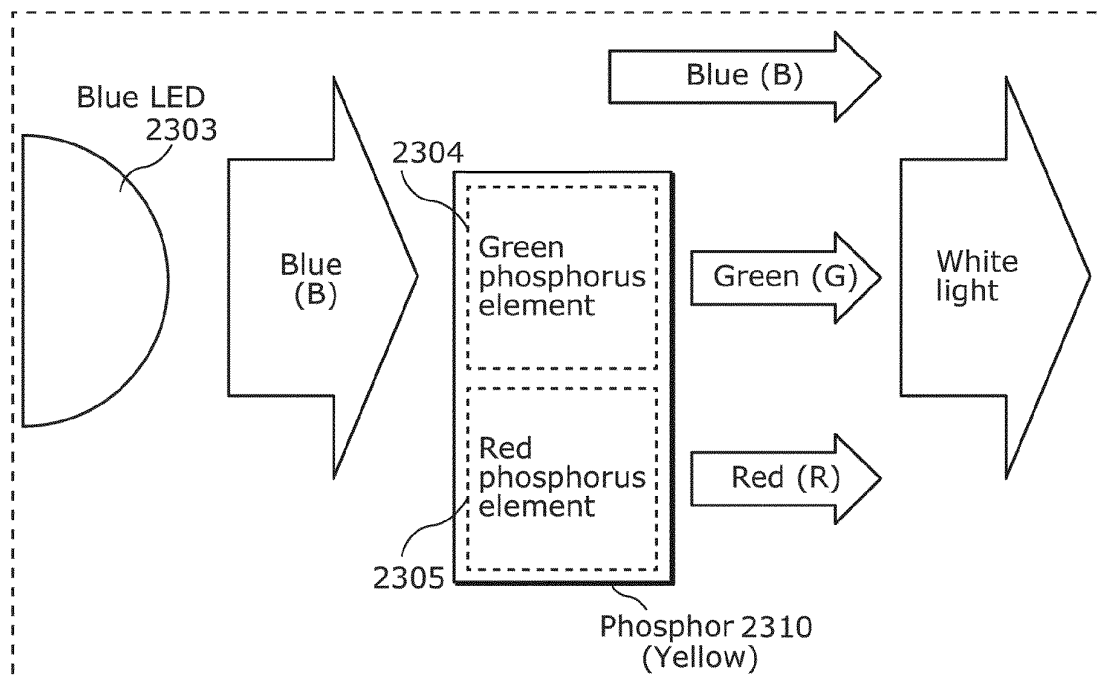 Blue LED
2303
Blue
(B)
2304
Green
phosphorus
element
Red
phosphorus
element
2305
Phosphor 2310
(Yellow)
Blue (B)
Green (G)
Red (R)
White
light